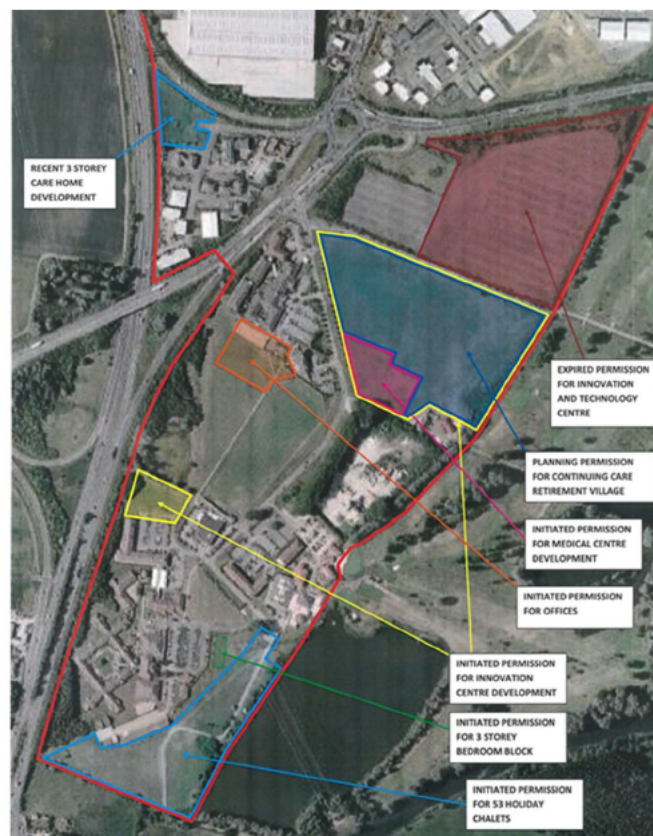 RECENT 3 STOREY
CARE HOME
DEVELOPMENT
EXPIRED PERMISSION
FOR INNOVATION
AND TECHNOLOGY
CENTRE
PLANNING PERMISSION
FOR CONTINUING CARE
RETIREMENT VILLAGE
INITIATED PERMISSION
FOR MEDICAL CENTRE
DEVELOPMENT
INITIATED PERMISSION
FOR OFFICES
INITIATED PERMISSION
FOR INNOVATION
CENTRE DEVELOPMENT
INITIATED PERMISSION
FOR 3 STOREY
BEDROOM BLOCK
INITIATED PERMISSION
FOR 53 HOLIDAY
CHALETS